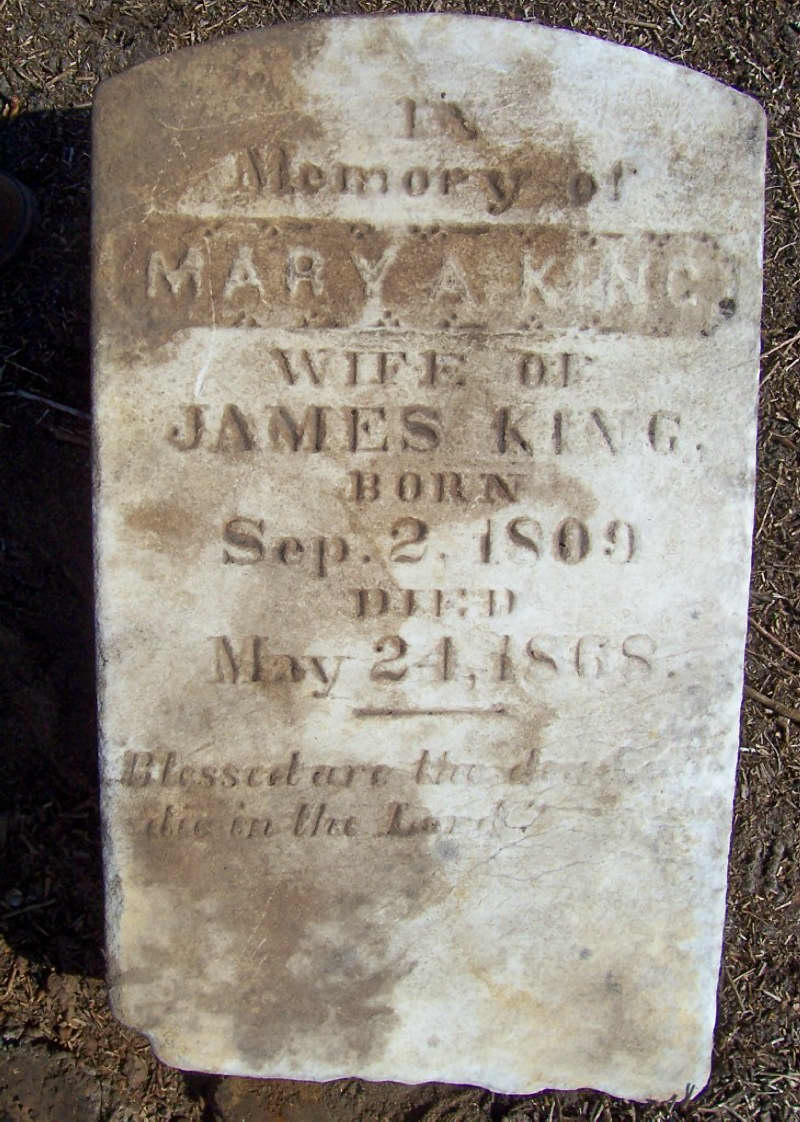 IN
Memory of
MARY A. KING
WIFE OF
JAMES KING,
BORN
Sep. 2, 1809
DIED
May 24, 1868.
Blessed are the dead
die in the Lord